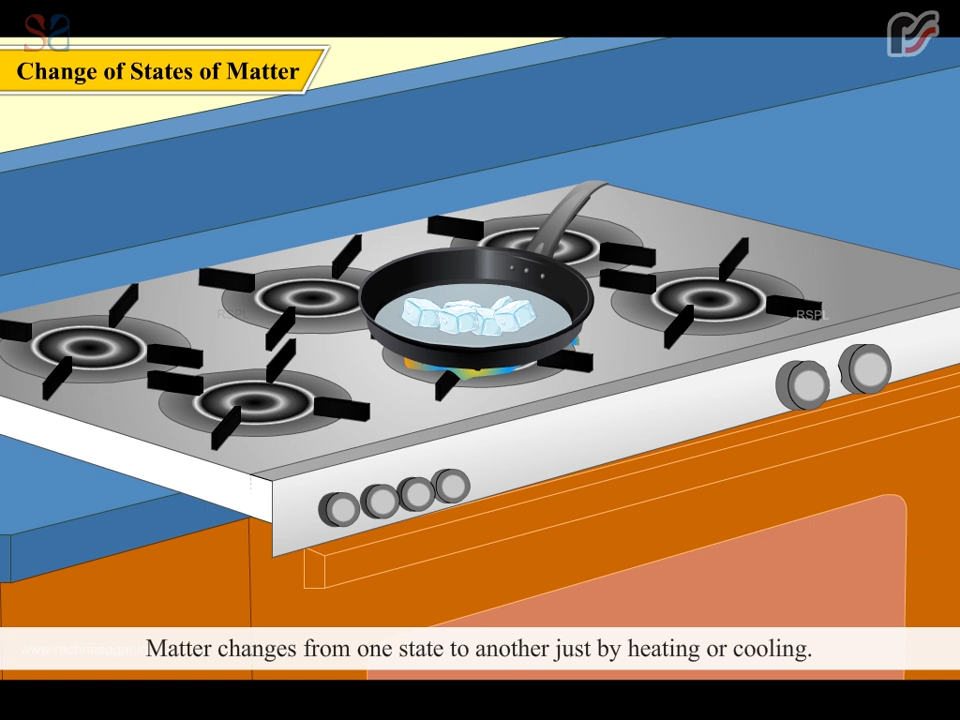 Change of States of Matter
RSPL
RSPL
Matter changes from one state to another just by heating or cooling.